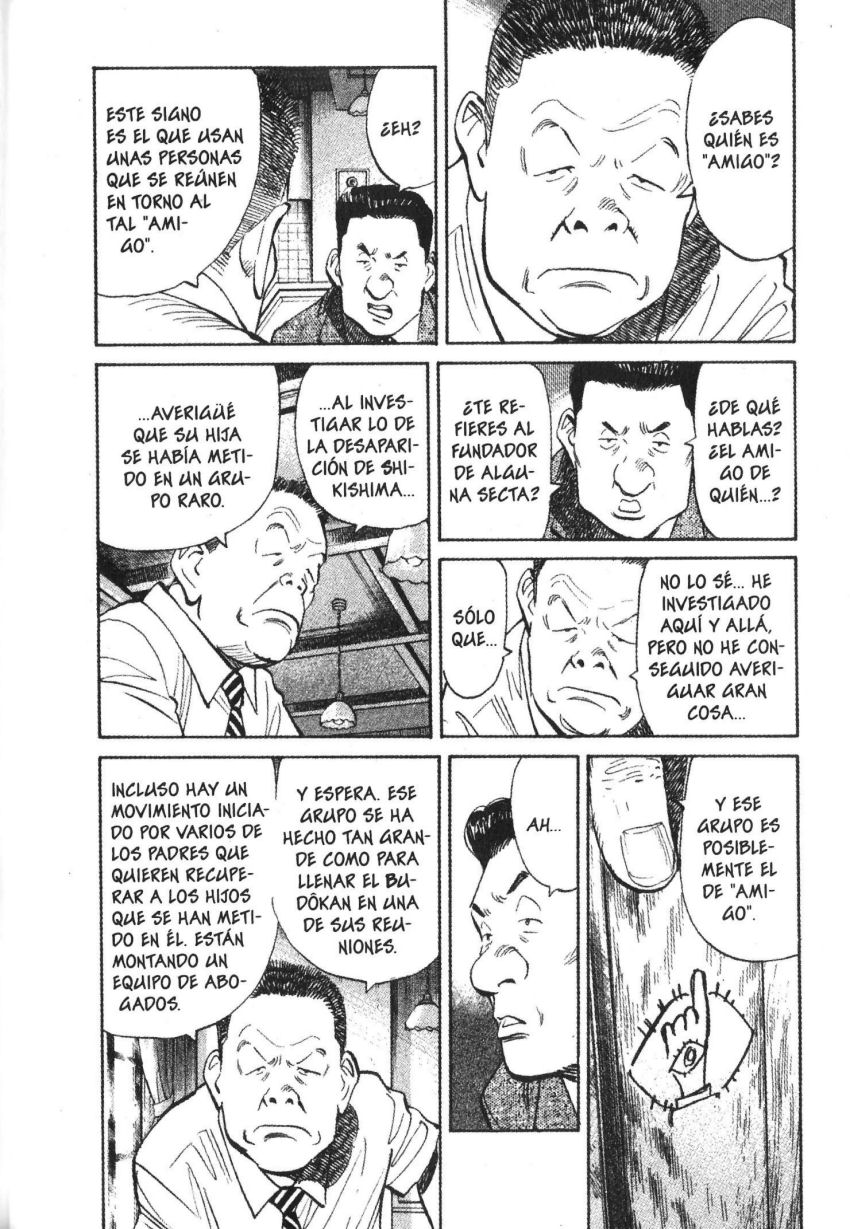 ¿SABES
QUIÉN ES
"AMIGO"?
¿EH?
ESTE SIGNO
ES EL QUE USAN
UNAS PERSONAS
QUE SE REÚNEN
EN TORNO AL
TAL "AMI-
GO".
¿DE QUÉ
HABLAS?
¿EL AMI-
GO DE
QUIÉN...?
¿TE RE-
FIERES AL
FUNDADOR
DE ALGU-
NA SECTA?
NO LO SÉ... HE
INVESTIGADO
AQUÍ Y ALLÁ,
PERO NO HE CON-
SEGUIDO AVERI-
GUAR GRAN
COSA...
SÓLO
QUE...
...AL INVES-
TIGAR LO DE
LA DESAPARI-
CIÓN DE SHI-
KISHIMA...
...AVERIGÜÉ
QUE SU HIJA
SE HABÍA METI-
DO EN UN GRU-
PO RARO.
Y ESE
GRUPO ES
POSIBLE-
MENTE EL
DE "AMI-
GO".
AH...
Y ESPERA. ESE
GRUPO SE HA
HECHO TAN GRAN-
DE COMO PARA
LLENAR EL BU-
DÔKAN EN UNA
DE SUS REU-
NIONES.
INCLUSO HAY UN
MOVIMIENTO INICIA-
DO POR VARIOS DE
LOS PADRES QUE
QUIEREN RECUPE-
RAR A LOS HIJOS
QUE SE HAN METI-
DO EN ÉL. ESTÁN
MONTANDO UN
EQUIPO DE ABO-
GADOS.